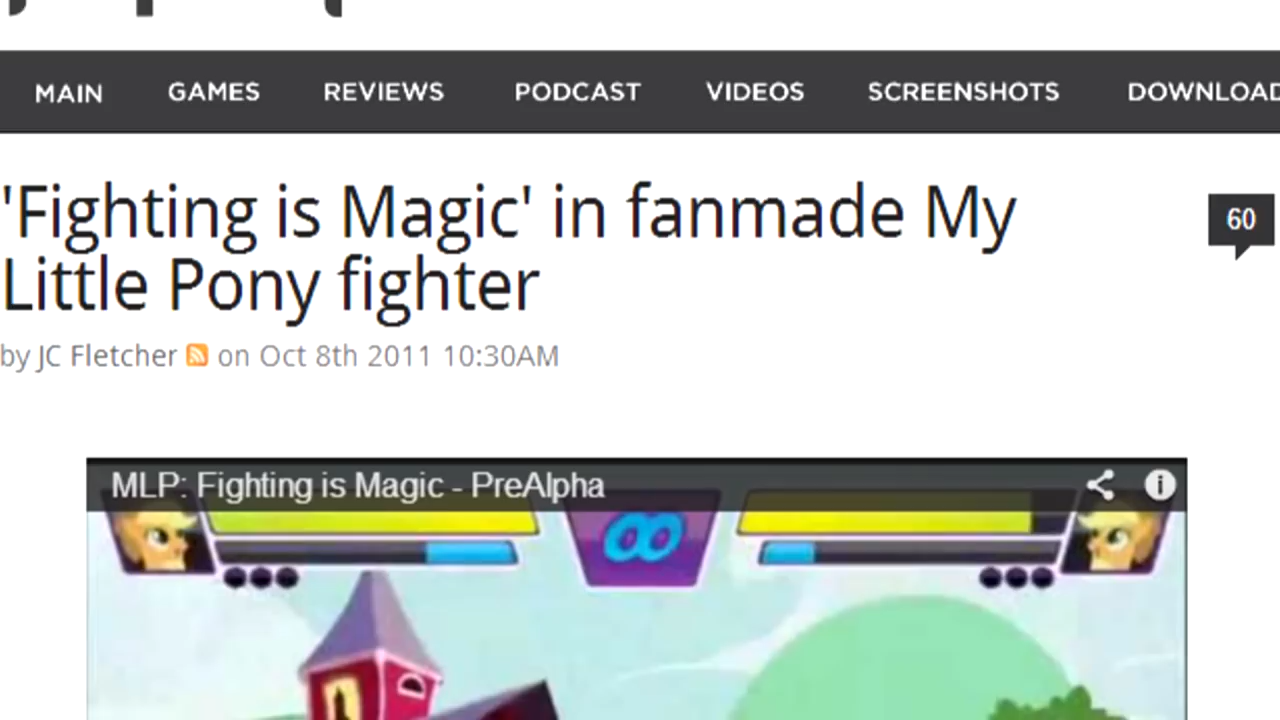 MAIN GAMES REVIEWS PODCAST VIDEOS SCREENSHOTS
'Fighting is Magic' in fanmade My
Little Pony fighter
60
by JC Fletcher on Oct 8th 2011 10:30AM
MLP: Fighting is Magic - PreAlpha
∞